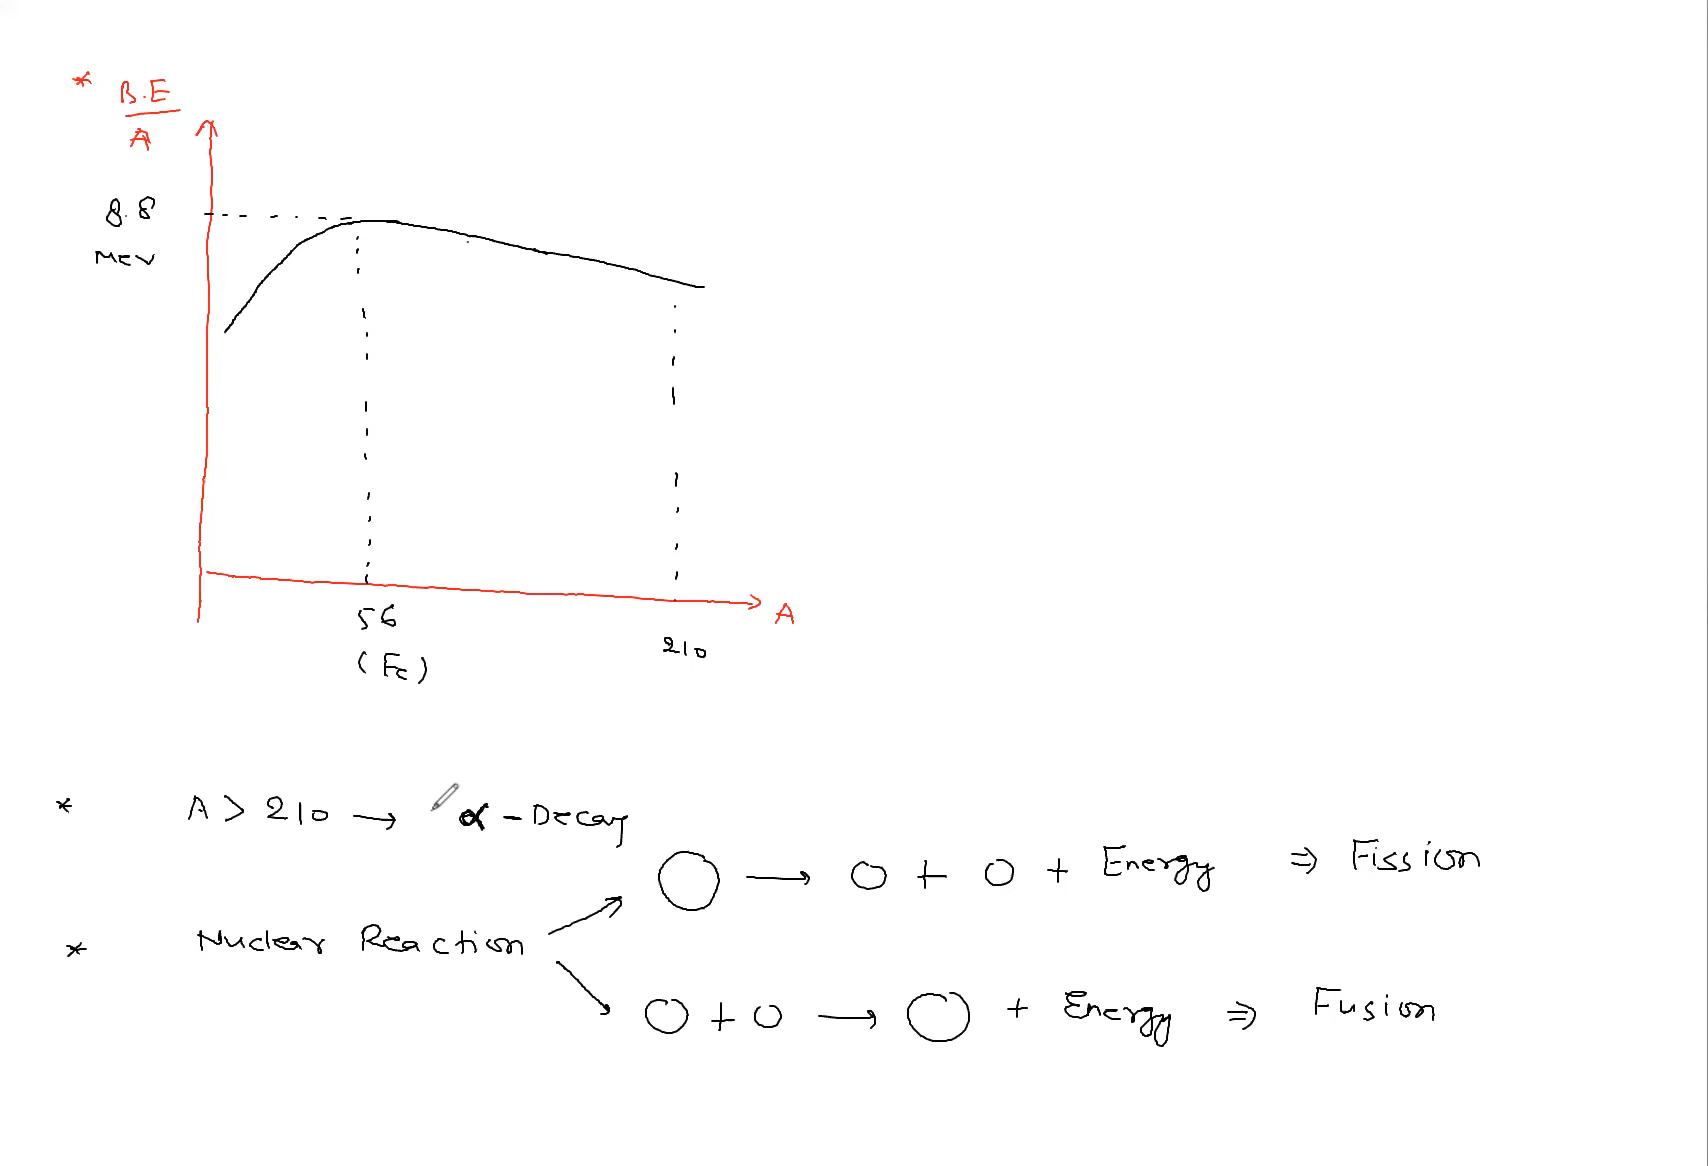 * B.E
A
8.8
MeV
A
56
(Fe)
210
* A > 210 → α - Decay
→ O + O + Energy ⇒ Fission
* Nuclear Reaction
O + O → O + Energy ⇒ Fusion